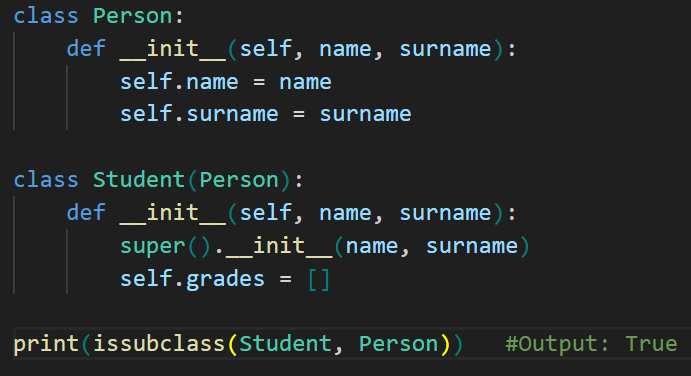 class Person:
    def __init__(self, name, surname):
        self.name = name
        self.surname = surname
class Student(Person):
    def __init__(self, name, surname):
        super().__init__(name, surname)
        self.grades = []
print(issubclass(Student, Person))   #Output: True